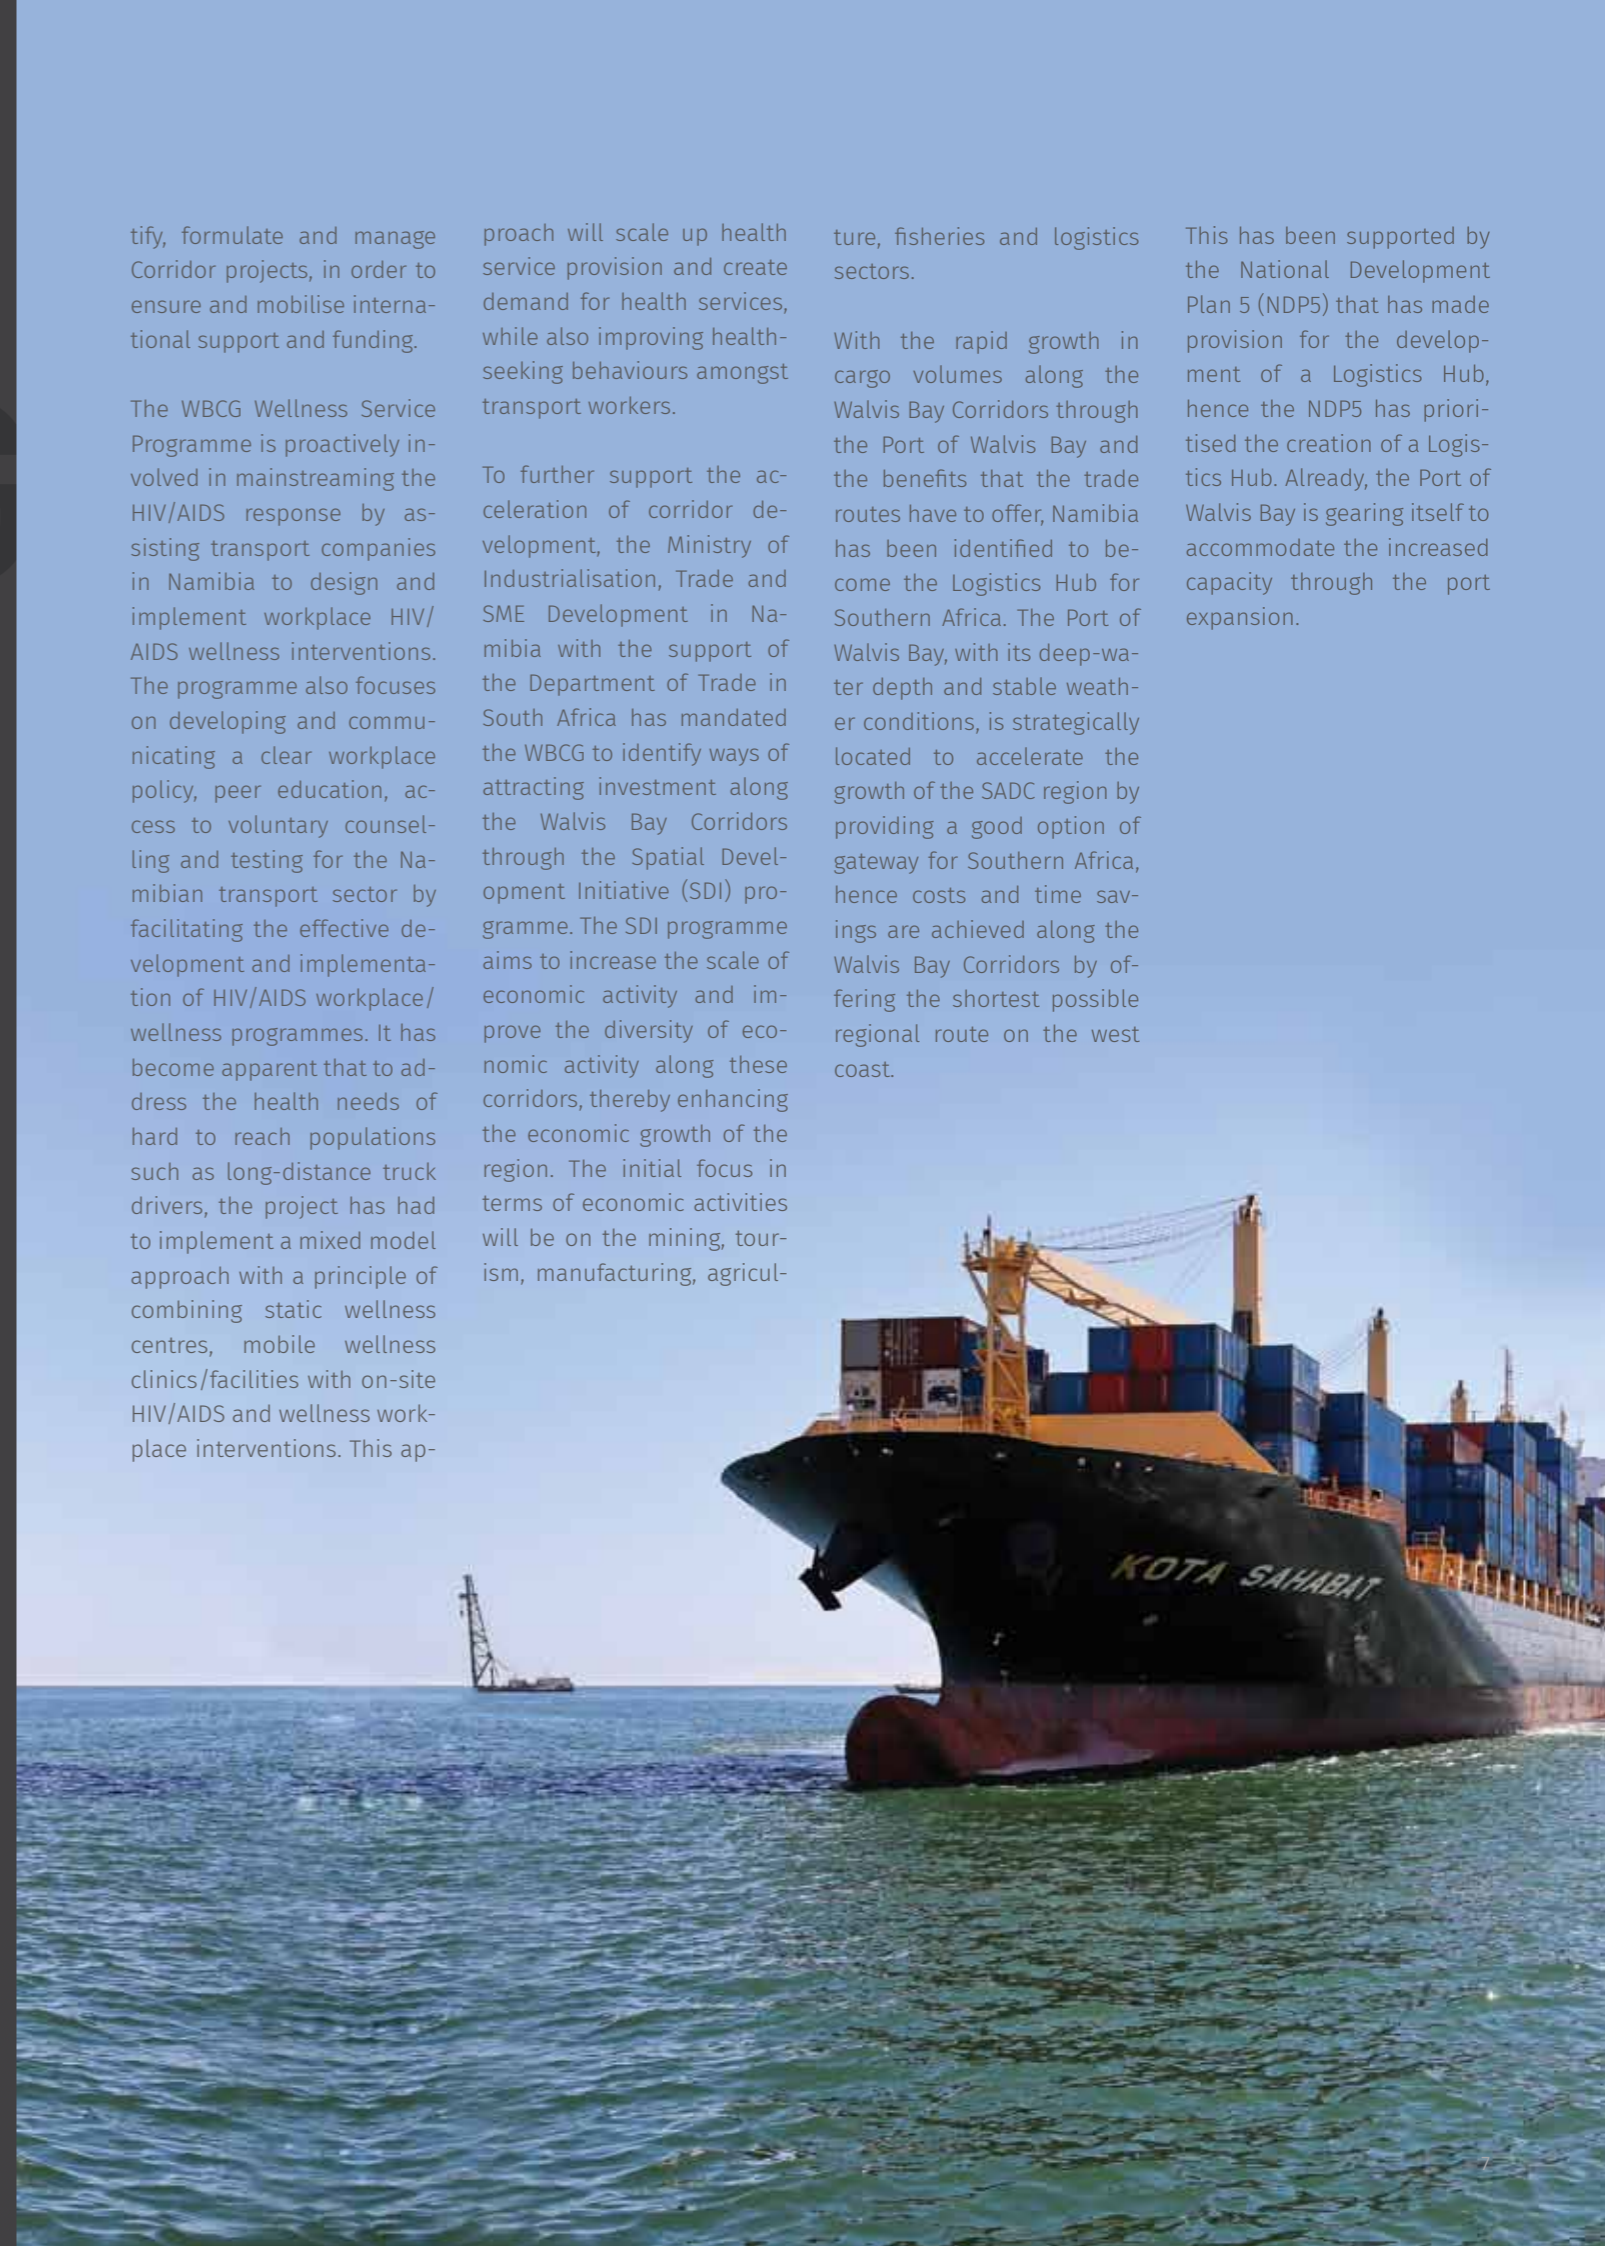 tify, formulate and manage
Corridor projects, in order to
ensure and mobilise interna-
tional support and funding.
The WBCG Wellness Service
Programme is proactively in-
volved in mainstreaming the
HIV/AIDS response by as-
sisting transport companies
in Namibia to design and
implement workplace HIV/
AIDS wellness interventions.
The programme also focuses
on developing and commu-
nicating a clear workplace
policy, peer education, ac-
cess to voluntary counsel-
ling and testing for the Na-
mibian transport sector by
facilitating the effective de-
velopment and implementa-
tion of HIV/AIDS workplace/
wellness programmes. It has
become apparent that to ad-
dress the health needs of
hard to reach populations
such as long-distance truck
drivers, the project has had
to implement a mixed model
approach with a principle of
combining static wellness
centres, mobile wellness
clinics/facilities with on-site
HIV/AIDS and wellness work-
place interventions. This ap-
proach will scale up health
service provision and create
demand for health services,
while also improving health-
seeking behaviours amongst
transport workers.
To further support the ac-
celeration of corridor de-
velopment, the Ministry of
Industrialisation, Trade and
SME Development in Na-
mibia with the support of
the Department of Trade in
South Africa has mandated
the WBCG to identify ways of
attracting investment along
the Walvis Bay Corridors
through the Spatial Devel-
opment Initiative (SDI) pro-
gramme. The SDI programme
aims to increase the scale of
economic activity and im-
prove the diversity of eco-
nomic activity along these
corridors, thereby enhancing
the economic growth of the
region. The initial focus in
terms of economic activities
will be on the mining, tour-
ism, manufacturing, agricul-
ture, fisheries and logistics
sectors.
With the rapid growth in
cargo volumes along the
Walvis Bay Corridors through
the Port of Walvis Bay and
the benefits that the trade
routes have to offer, Namibia
has been identified to be-
come the Logistics Hub for
Southern Africa. The Port of
Walvis Bay, with its deep-wa-
ter depth and stable weath-
er conditions, is strategically
located to accelerate the
growth of the SADC region by
providing a good option of
gateway for Southern Africa,
hence costs and time sav-
ings are achieved along the
Walvis Bay Corridors by of-
fering the shortest possible
regional route on the west
coast.
This has been supported by
the National Development
Plan 5 (NDP5) that has made
provision for the develop-
ment of a Logistics Hub,
hence the NDP5 has priori-
tised the creation of a Logis-
tics Hub. Already, the Port of
Walvis Bay is gearing itself to
accommodate the increased
capacity through the port
expansion.
KOTA SAHABAT
7